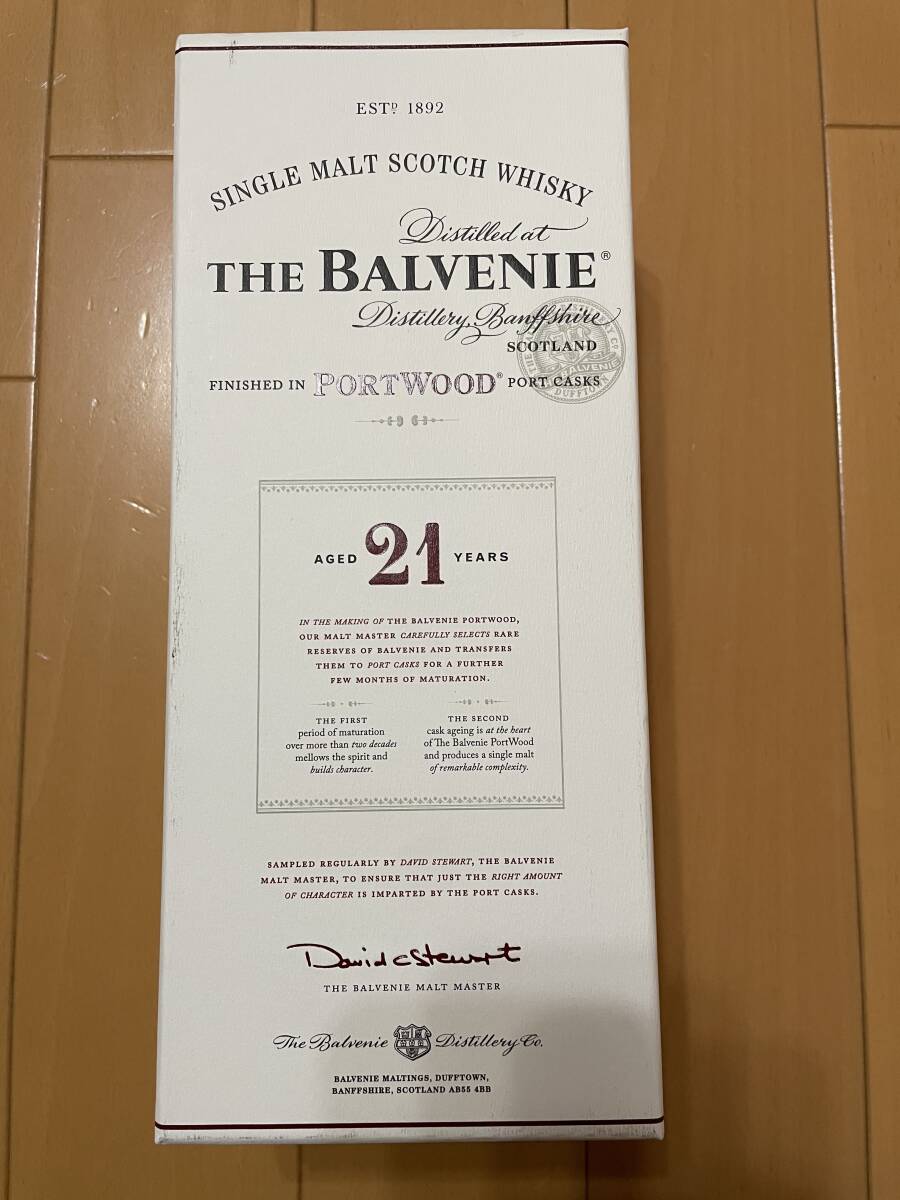 ESTD. 1892
SINGLE MALT SCOTCH WHISKY
Distilled at
THE BALVENIE®
Distillery, Banffshire
SCOTLAND
FINISHED IN PORTWOOD® PORT CASKS
BALVENIE
DUFFTOWN
AGED 21 YEARS
IN THE MAKING OF THE BALVENIE PORTWOOD,
OUR MALT MASTER CAREFULLY SELECTS RARE
RESERVES OF BALVENIE AND TRANSFERS
THEM TO PORT CASKS FOR A FURTHER
FEW MONTHS OF MATURATION.
THE FIRST
period of maturation
over more than two decades
mellows the spirit and
builds character.
THE SECOND
cask ageing is at the heart
of The Balvenie PortWood
and produces a single malt
of remarkable complexity.
SAMPLED REGULARLY BY DAVID STEWART, THE BALVENIE
MALT MASTER, TO ENSURE THAT JUST THE RIGHT AMOUNT
OF CHARACTER IS IMPARTED BY THE PORT CASKS.
David C Stewart
THE BALVENIE MALT MASTER
The Balvenie Distillery Co.
BALVENIE MALTINGS, DUFFTOWN,
BANFFSHIRE, SCOTLAND AB55 4BB